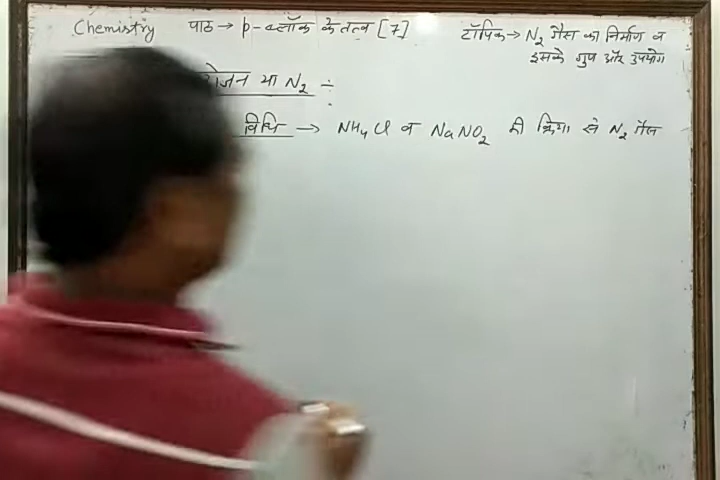 Chemistry पाठ → p-ब्लॉक के तत्व [7] टॉपिक → N₂ गैस का निर्माण व
इसके गुण और उपयोग
या N₂ ÷
विधि → NH₄Cl व NaNO₂ की क्रिया से N₂ गैस